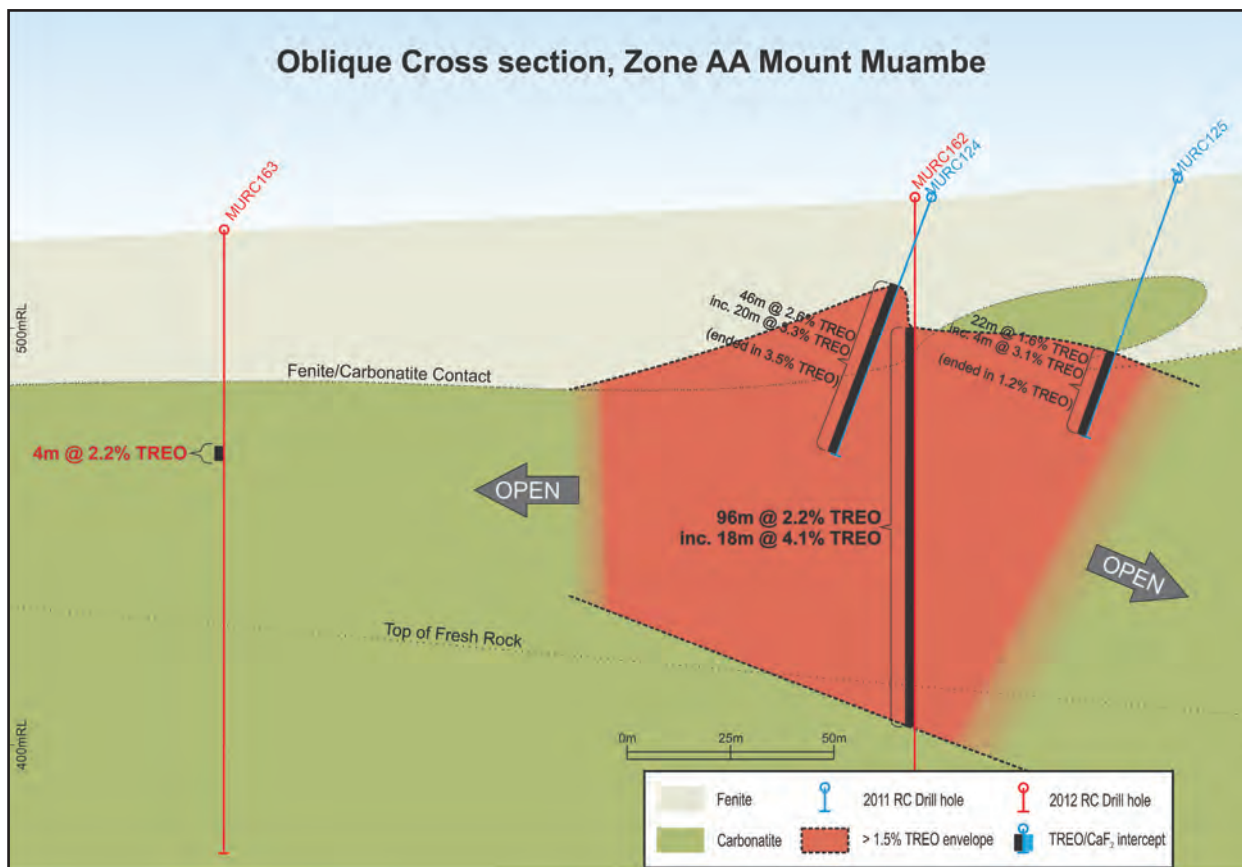 Oblique Cross section, Zone AA Mount Muambe
MURC163
MURC162
MURC124
MURC125
500mRL
400mRL
46m @ 2.6% TREO
inc. 20m @ 3.3% TREO
(ended in 3.5% TREO)
22m @ 1.6% TREO
inc. 4m @ 3.1% TREO
(ended in 1.2% TREO)
Fenite/Carbonatite Contact
4m @ 2.2% TREO
OPEN
96m @ 2.2% TREO
inc. 18m @ 4.1% TREO
OPEN
Top of Fresh Rock
0m 25m 50m
Fenite 2011 RC Drill hole 2012 RC Drill hole
Carbonatite > 1.5% TREO envelope TREO/CaF₂ intercept